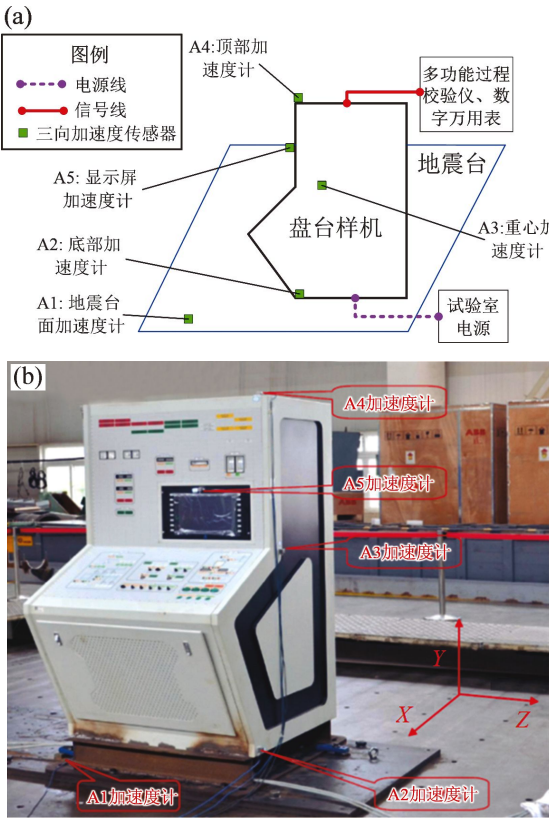 (a)
图例
电源线
信号线
三向加速度传感器
A4:顶部加
速度计
多功能过程
校验仪、数
字万用表
地震台
A5: 显示屏
加速度计
盘台样机
A3:重心加
速度计
A2: 底部加
速度计
A1: 地震台
面加速度计
试验室
电源
(b)
A4加速度计
ABB
A5加速度计
A3加速度计
Y
X
Z
A1加速度计
A2加速度计